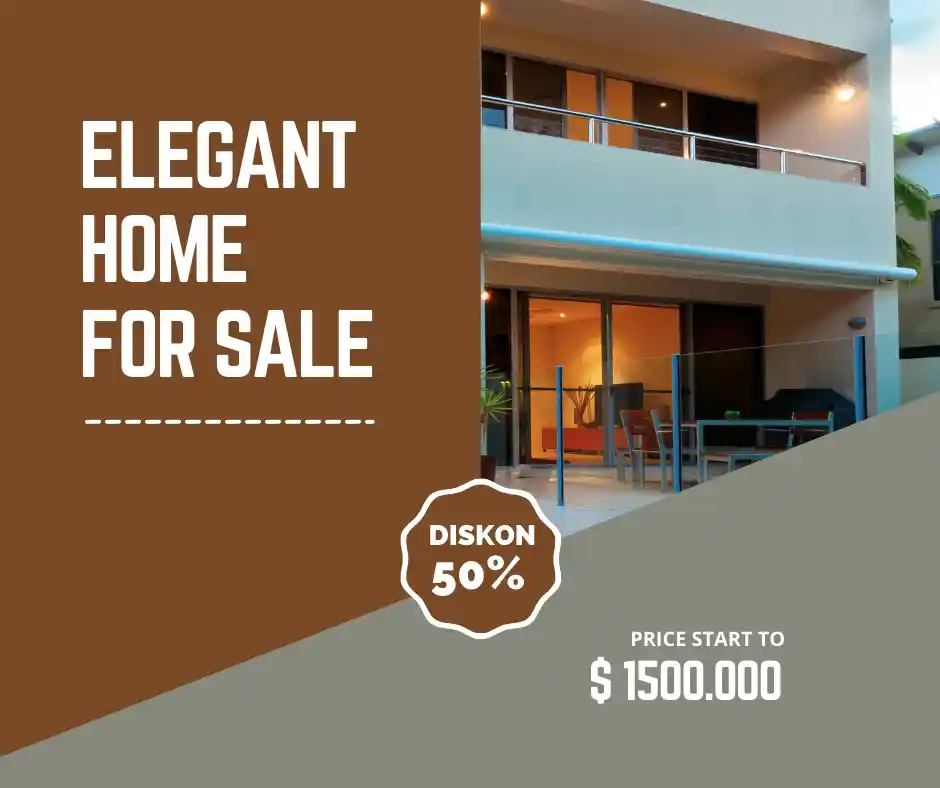 ELEGANT
HOME
FOR SALE
DISKON
50%
PRICE START TO
$ 1500.000